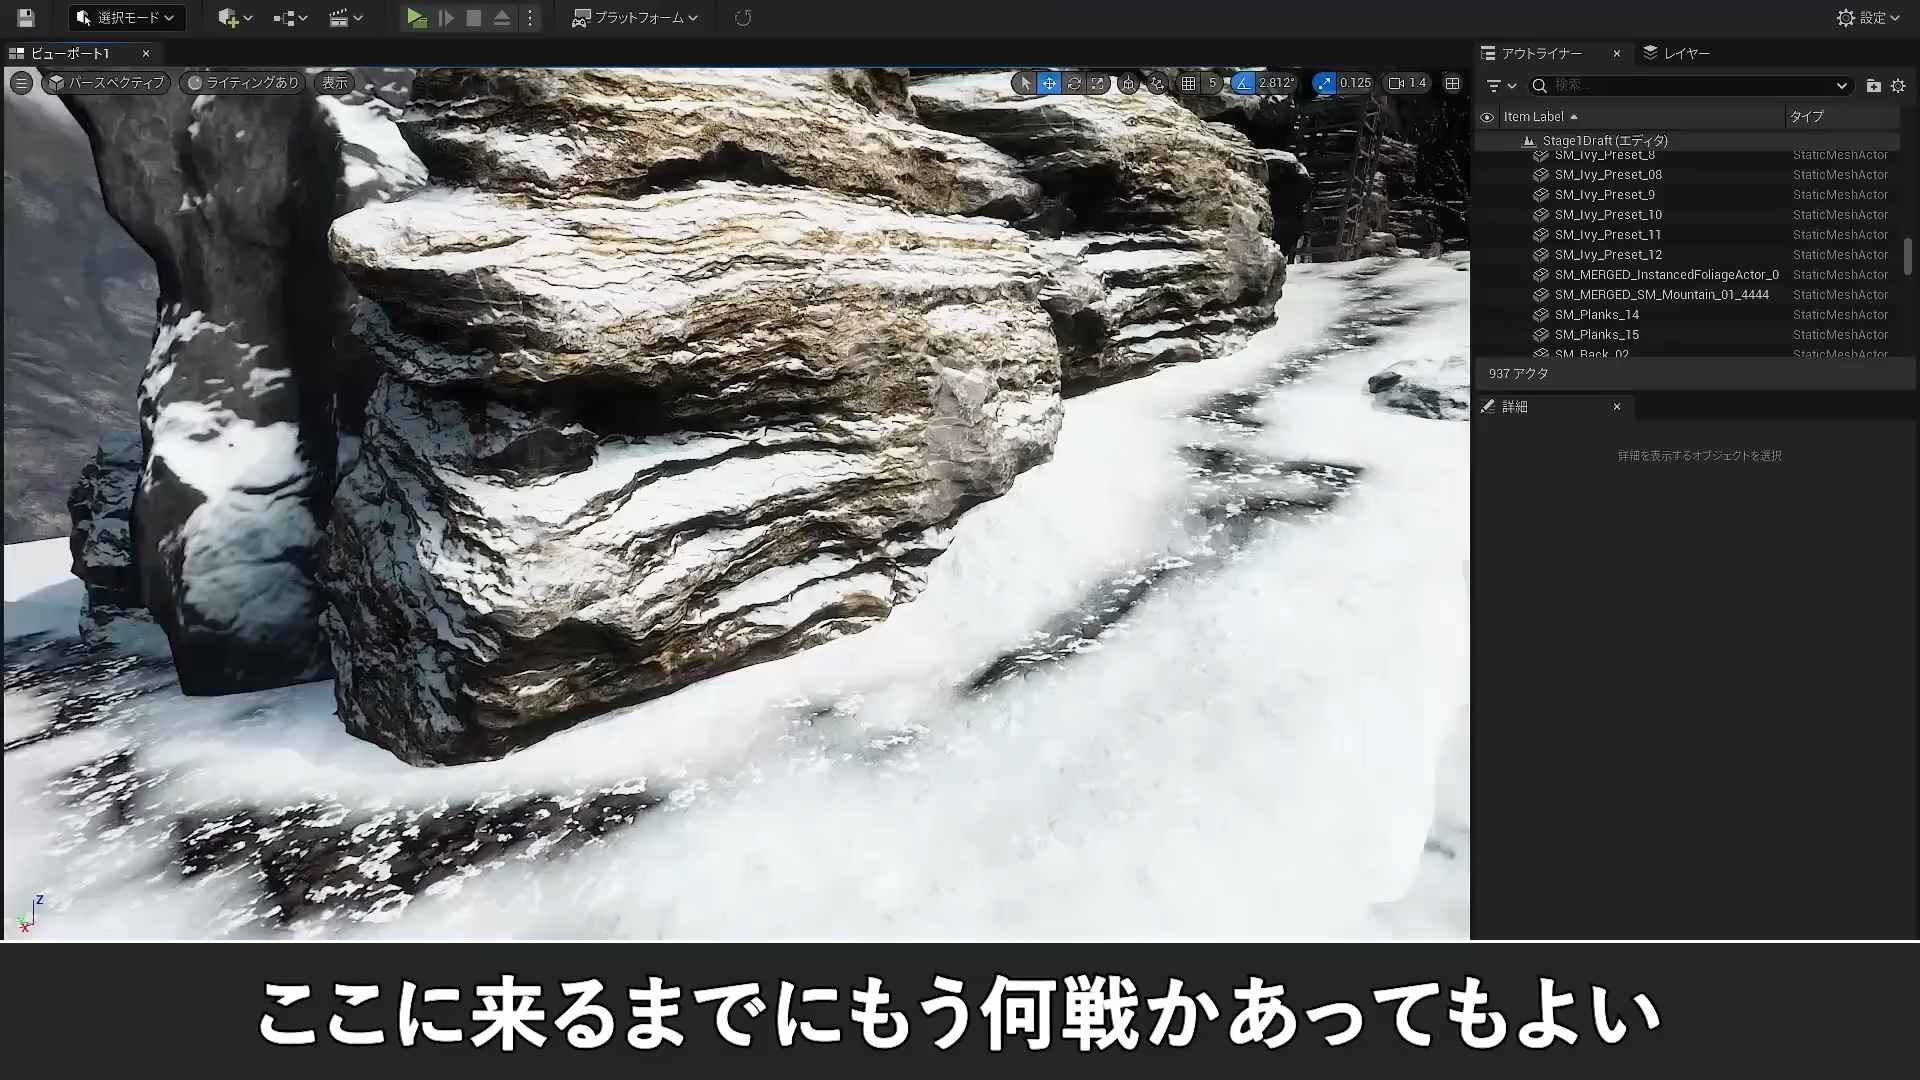 選択モード
プラットフォーム
設定
ビューポート1
パースペクティブ
ライティングあり
表示
5
2.812°
0.125
1.4
アウトライナー
レイヤー
検索...
Item Label
タイプ
Stage1Draft (エディタ)
SM_Ivy_Preset_8 StaticMeshActor
SM_Ivy_Preset_08 StaticMeshActor
SM_Ivy_Preset_9 StaticMeshActor
SM_Ivy_Preset_10 StaticMeshActor
SM_Ivy_Preset_11 StaticMeshActor
SM_Ivy_Preset_12 StaticMeshActor
SM_MERGED_InstancedFoliageActor_0 StaticMeshActor
SM_MERGED_SM_Mountain_01_4444 StaticMeshActor
SM_Planks_14 StaticMeshActor
SM_Planks_15 StaticMeshActor
SM_Rack_02 StaticMeshActor
937 アクタ
詳細
詳細を表示するオブジェクトを選択
Z
X
ここに来るまでにもう何戦かあってもよい